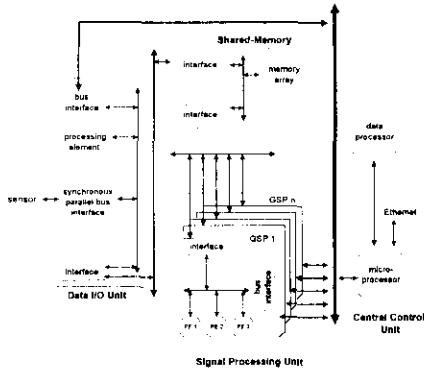 Shared-Memory
interface
memory
array
interface
bus
interface
processing
element
data
processor
sensor
synchronous
parallel bus
interface
GSP n
Ethernet
GSP 1
interface
bus
interface
interface
micro-
processor
Data I/O Unit
PE 1
PE 2
PE 3
Central Control
Unit
Signal Processing Unit